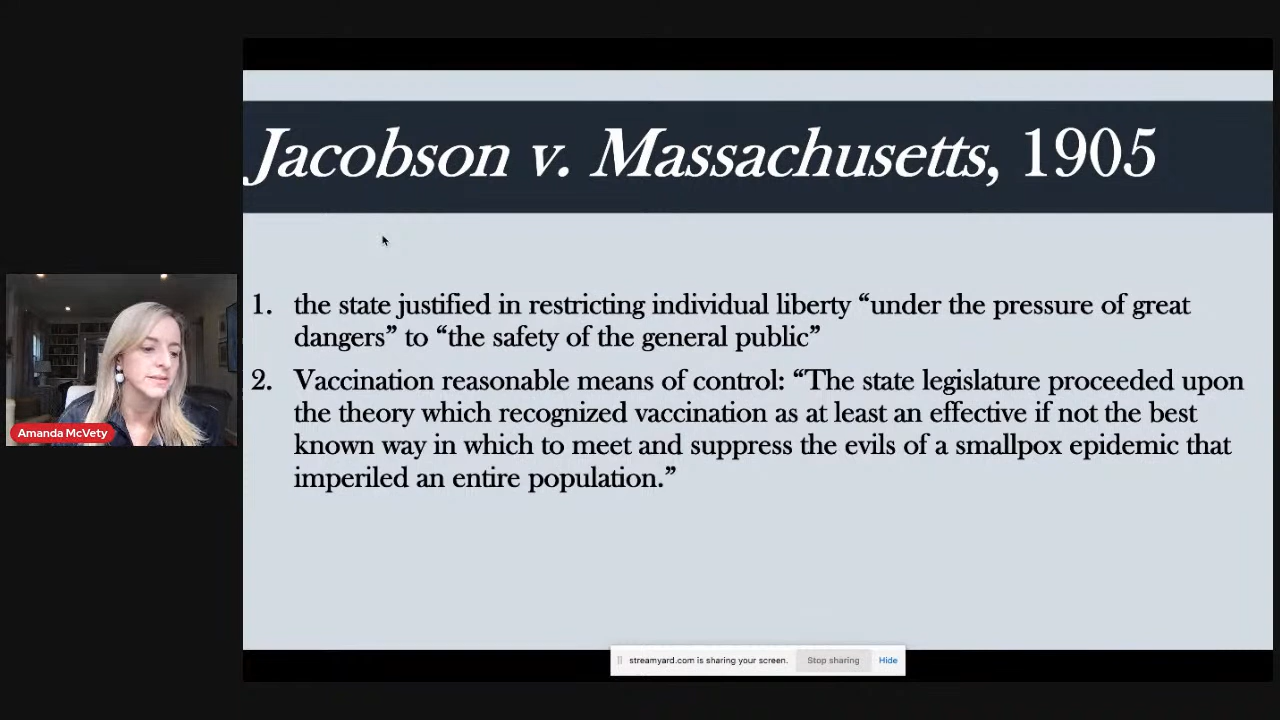 Jacobson v. Massachusetts, 1905
1. the state justified in restricting individual liberty “under the pressure of great
dangers” to “the safety of the general public”
2. Vaccination reasonable means of control: “The state legislature proceeded upon
the theory which recognized vaccination as at least an effective if not the best
known way in which to meet and suppress the evils of a smallpox epidemic that
imperiled an entire population.”
Amanda McVety
streamyard.com is sharing your screen. Stop sharing Hide